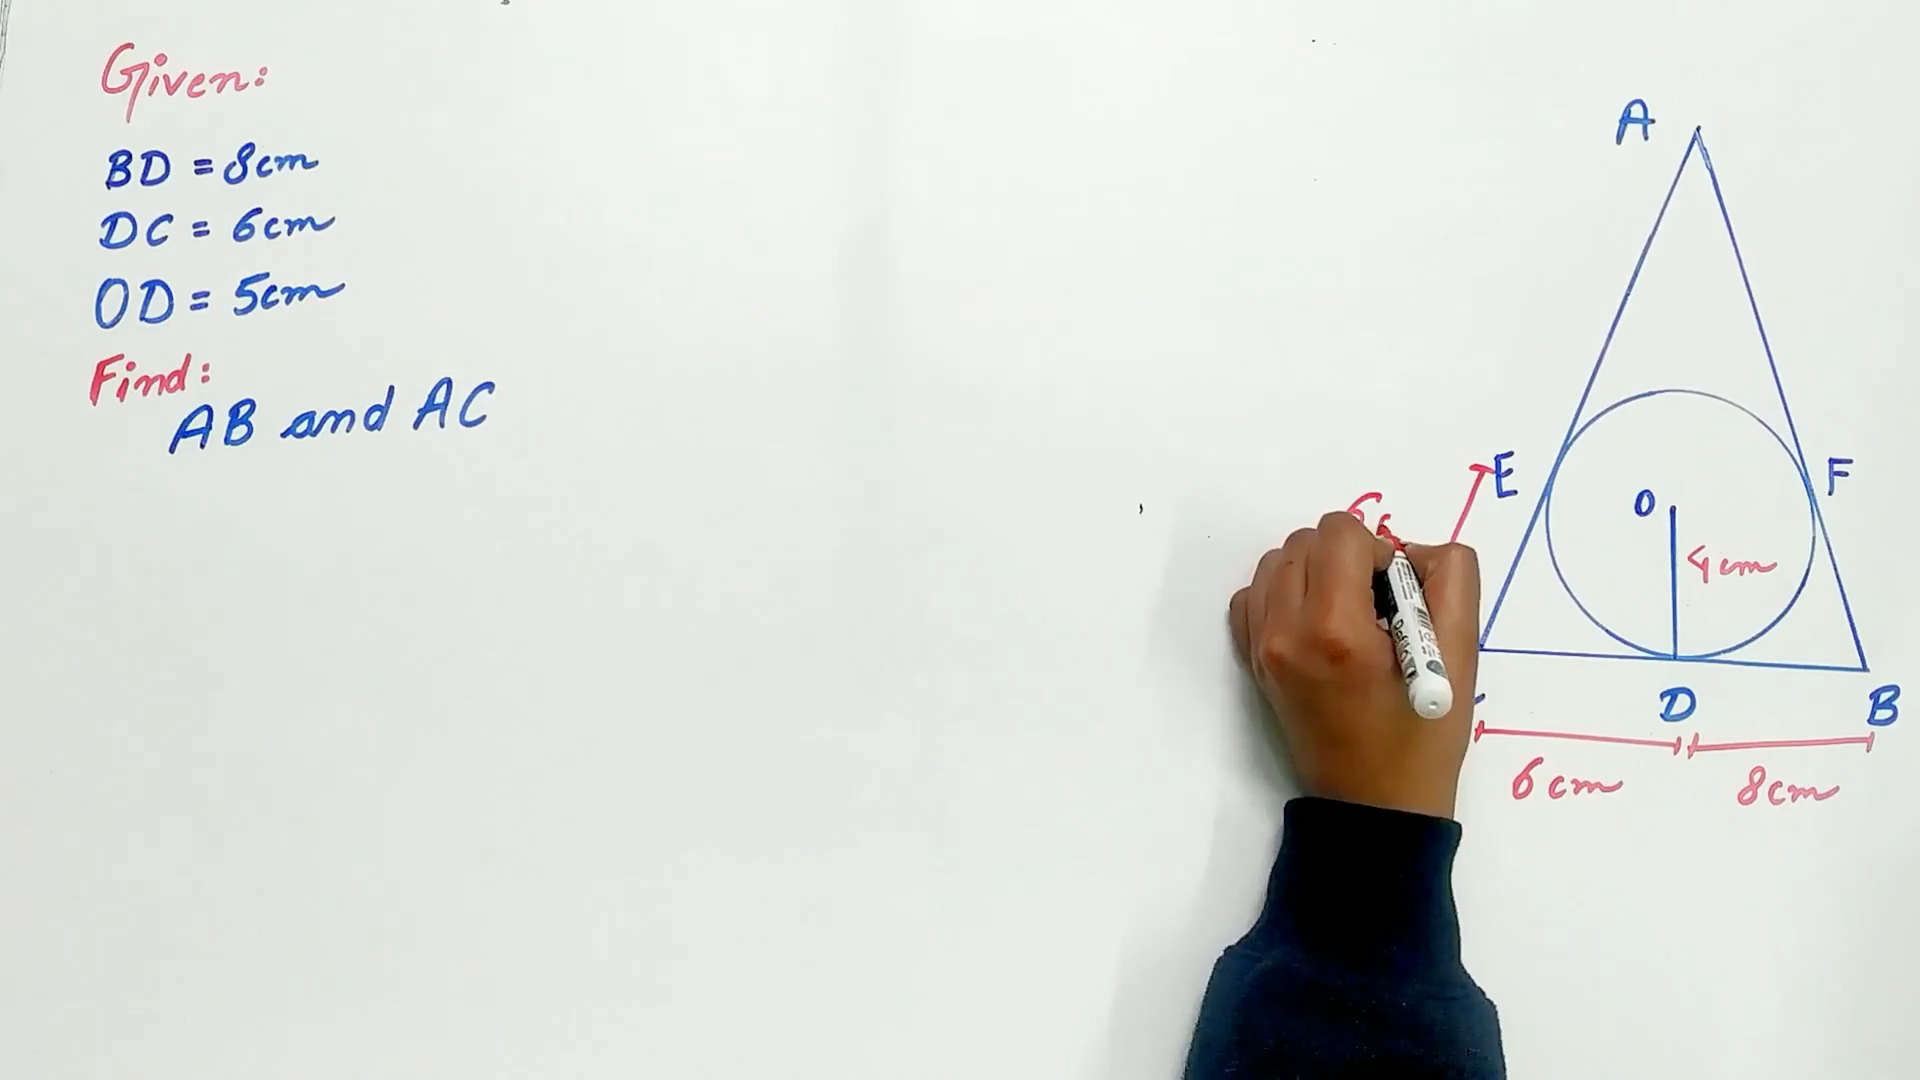 Given:
BD = 8cm
DC = 6cm
OD = 5cm
Find:
AB and AC
A
E
F
O
4cm
D
B
6cm
8cm